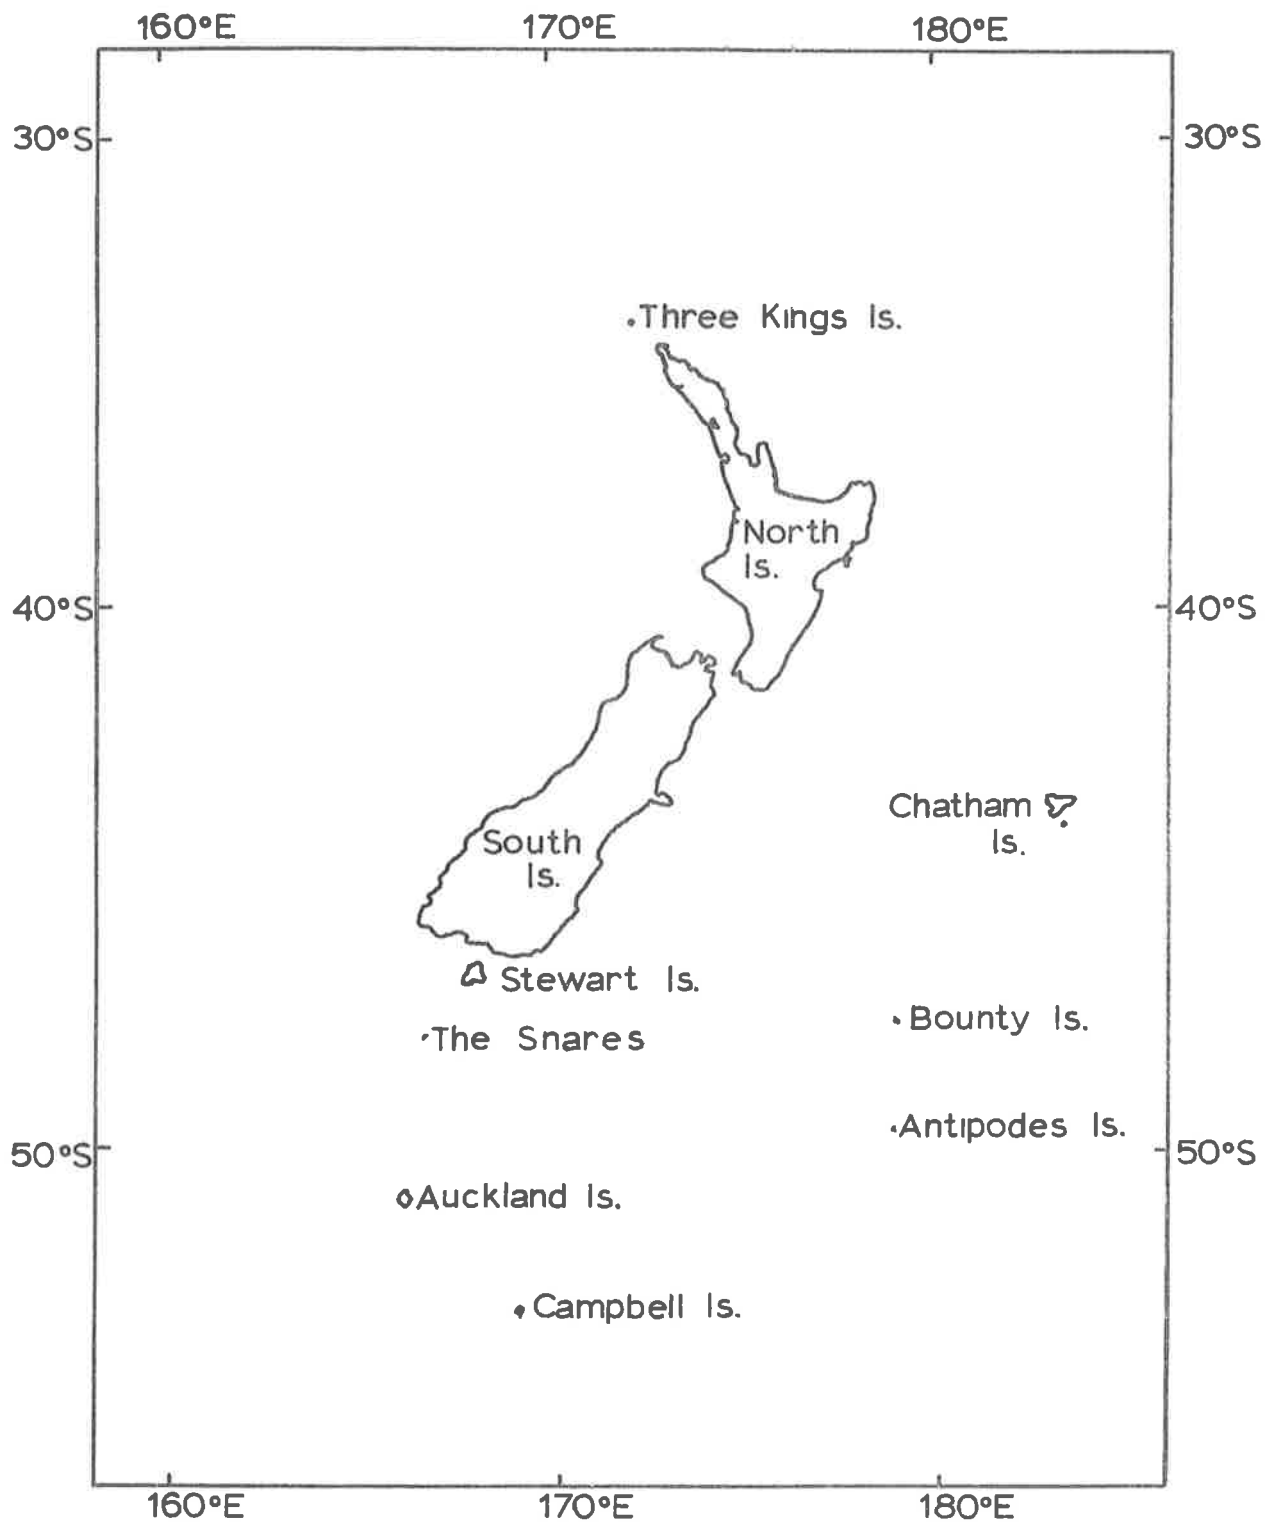 160°E 170°E 180°E
30°S 30°S
Three Kings Is.
North
Is.
40°S 40°S
Chatham
Is.
South
Is.
Stewart Is.
Bounty Is.
The Snares
Antipodes Is.
50°S 50°S
Auckland Is.
Campbell Is.
160°E 170°E 180°E